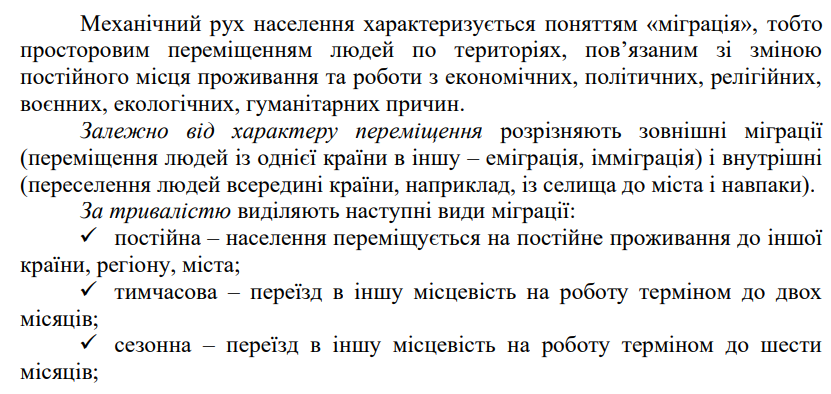 Механічний рух населення характеризується поняттям «міграція», тобто
просторовим переміщенням людей по територіях, пов’язаним зі зміною
постійного місця проживання та роботи з економічних, політичних, релігійних,
воєнних, екологічних, гуманітарних причин.
Залежно від характеру переміщення розрізняють зовнішні міграції
(переміщення людей із однієї країни в іншу – еміграція, імміграція) і внутрішні
(переселення людей всередині країни, наприклад, із селища до міста і навпаки).
За тривалістю виділяють наступні види міграції:
✓ постійна – населення переміщується на постійне проживання до іншої
країни, регіону, міста;
✓ тимчасова – переїзд в іншу місцевість на роботу терміном до двох
місяців;
✓ сезонна – переїзд в іншу місцевість на роботу терміном до шести
місяців;